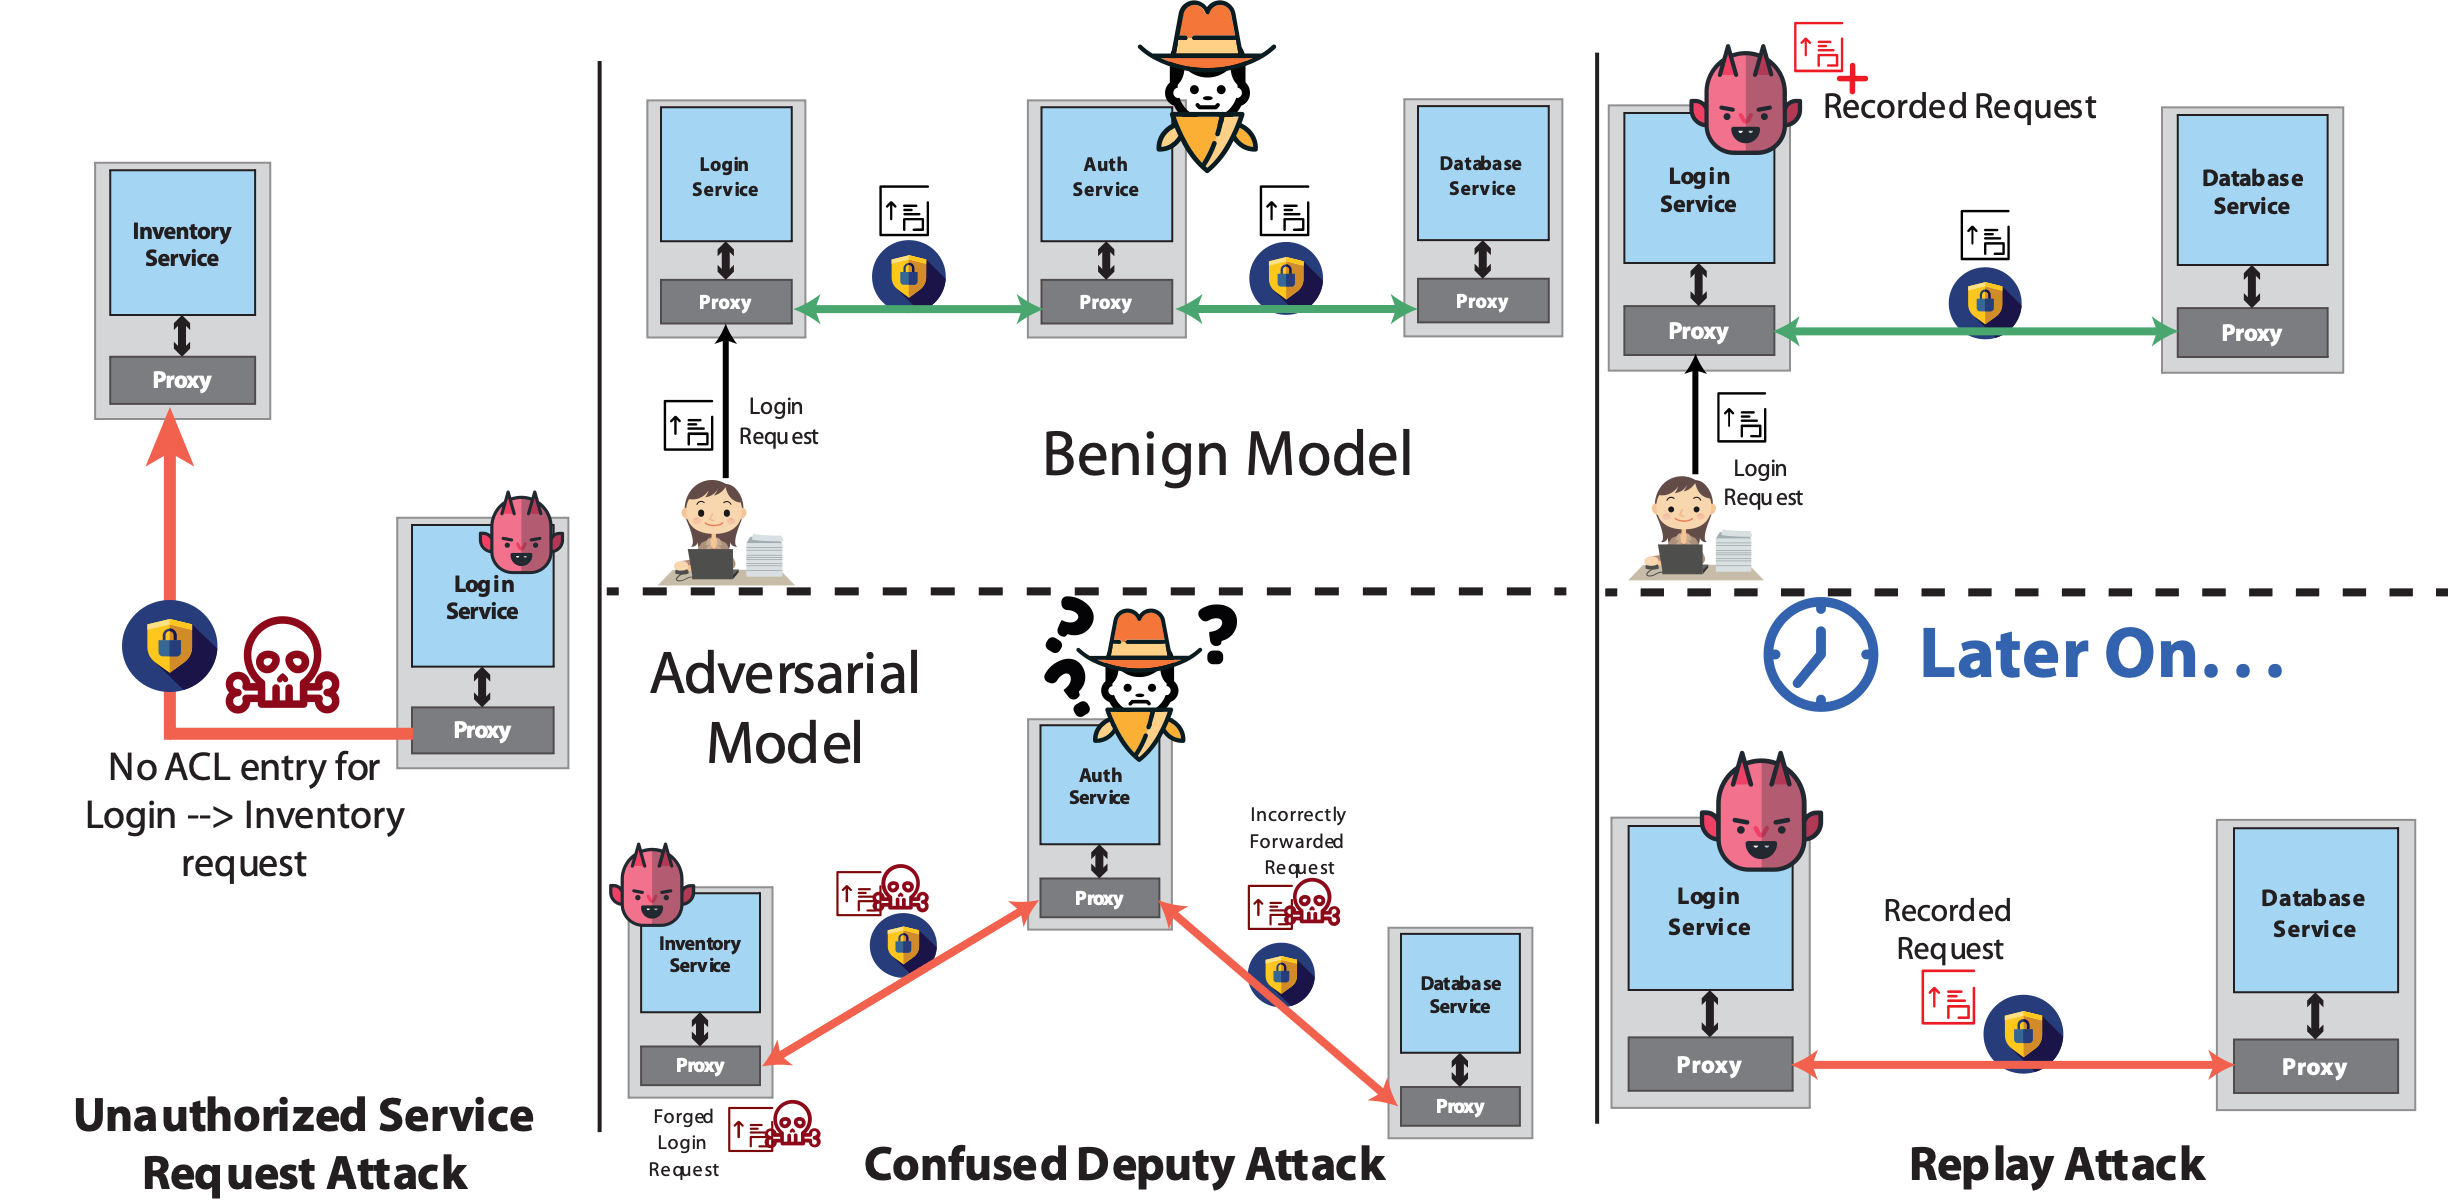 Inventory
Service
Proxy
Login
Service
Proxy
No ACL entry for
Login --> Inventory
request
Unauthorized Service
Request Attack
Login
Service
Proxy
Auth
Service
Proxy
Database
Service
Proxy
Login
Request
Benign Model
Adversarial
Model
? ? ?
Auth
Service
Proxy
Incorrectly
Forwarded
Request
Inventory
Service
Proxy
Forged
Login
Request
Database
Service
Proxy
Confused Deputy Attack
Recorded Request
Login
Service
Proxy
Database
Service
Proxy
Login
Request
Later On...
Login
Service
Proxy
Recorded
Request
Database
Service
Proxy
Replay Attack